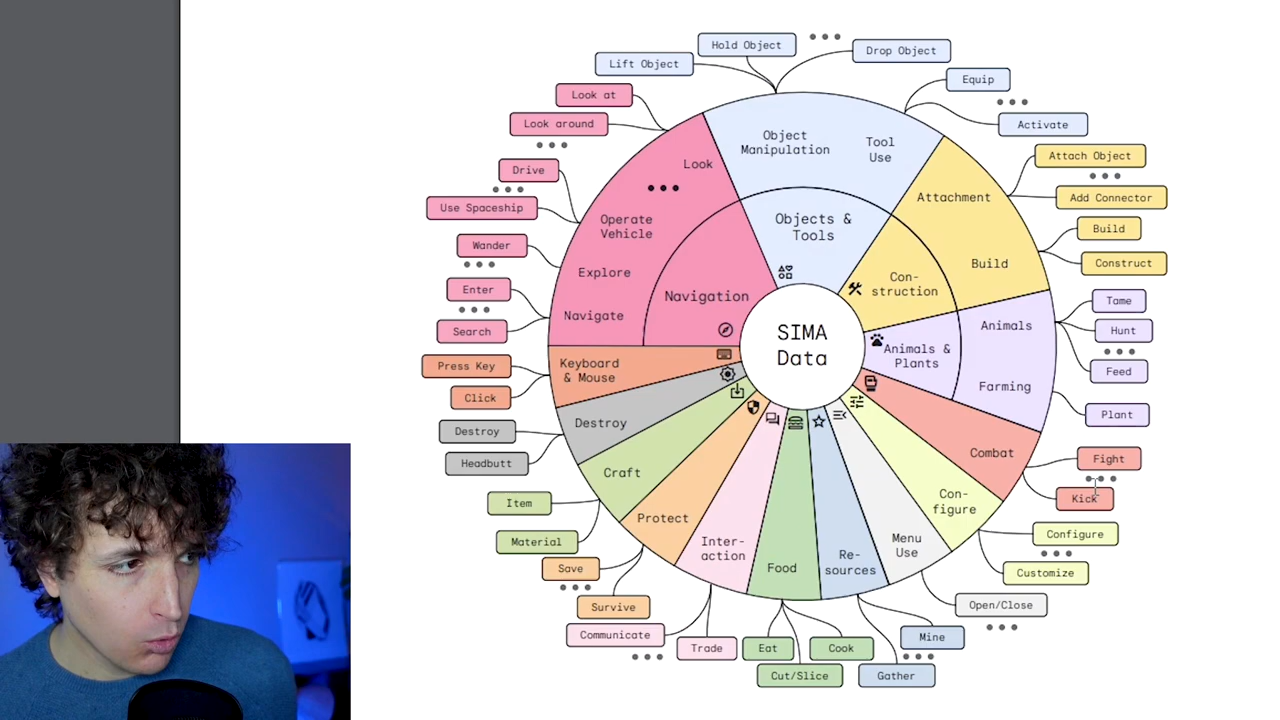 Hold Object
Drop Object
Lift Object
Equip
Activate
Look at
Look around
Drive
Use Spaceship
Wander
Enter
Search
Press Key
Click
Destroy
Headbutt
Item
Material
Save
Survive
Communicate
Trade
Eat
Cut/Slice
Cook
Gather
Mine
Open/Close
Customize
Configure
Kick
Fight
Plant
Feed
Hunt
Tame
Construct
Build
Add Connector
Attach Object
Object
Manipulation
Tool
Use
Attachment
Build
Animals
Farming
Combat
Con-
figure
Menu
Use
Re-
sources
Food
Inter-
action
Protect
Craft
Destroy
Keyboard
& Mouse
Navigate
Explore
Operate
Vehicle
Look
Objects &
Tools
Con-
struction
Animals &
Plants
Navigation
SIMA
Data